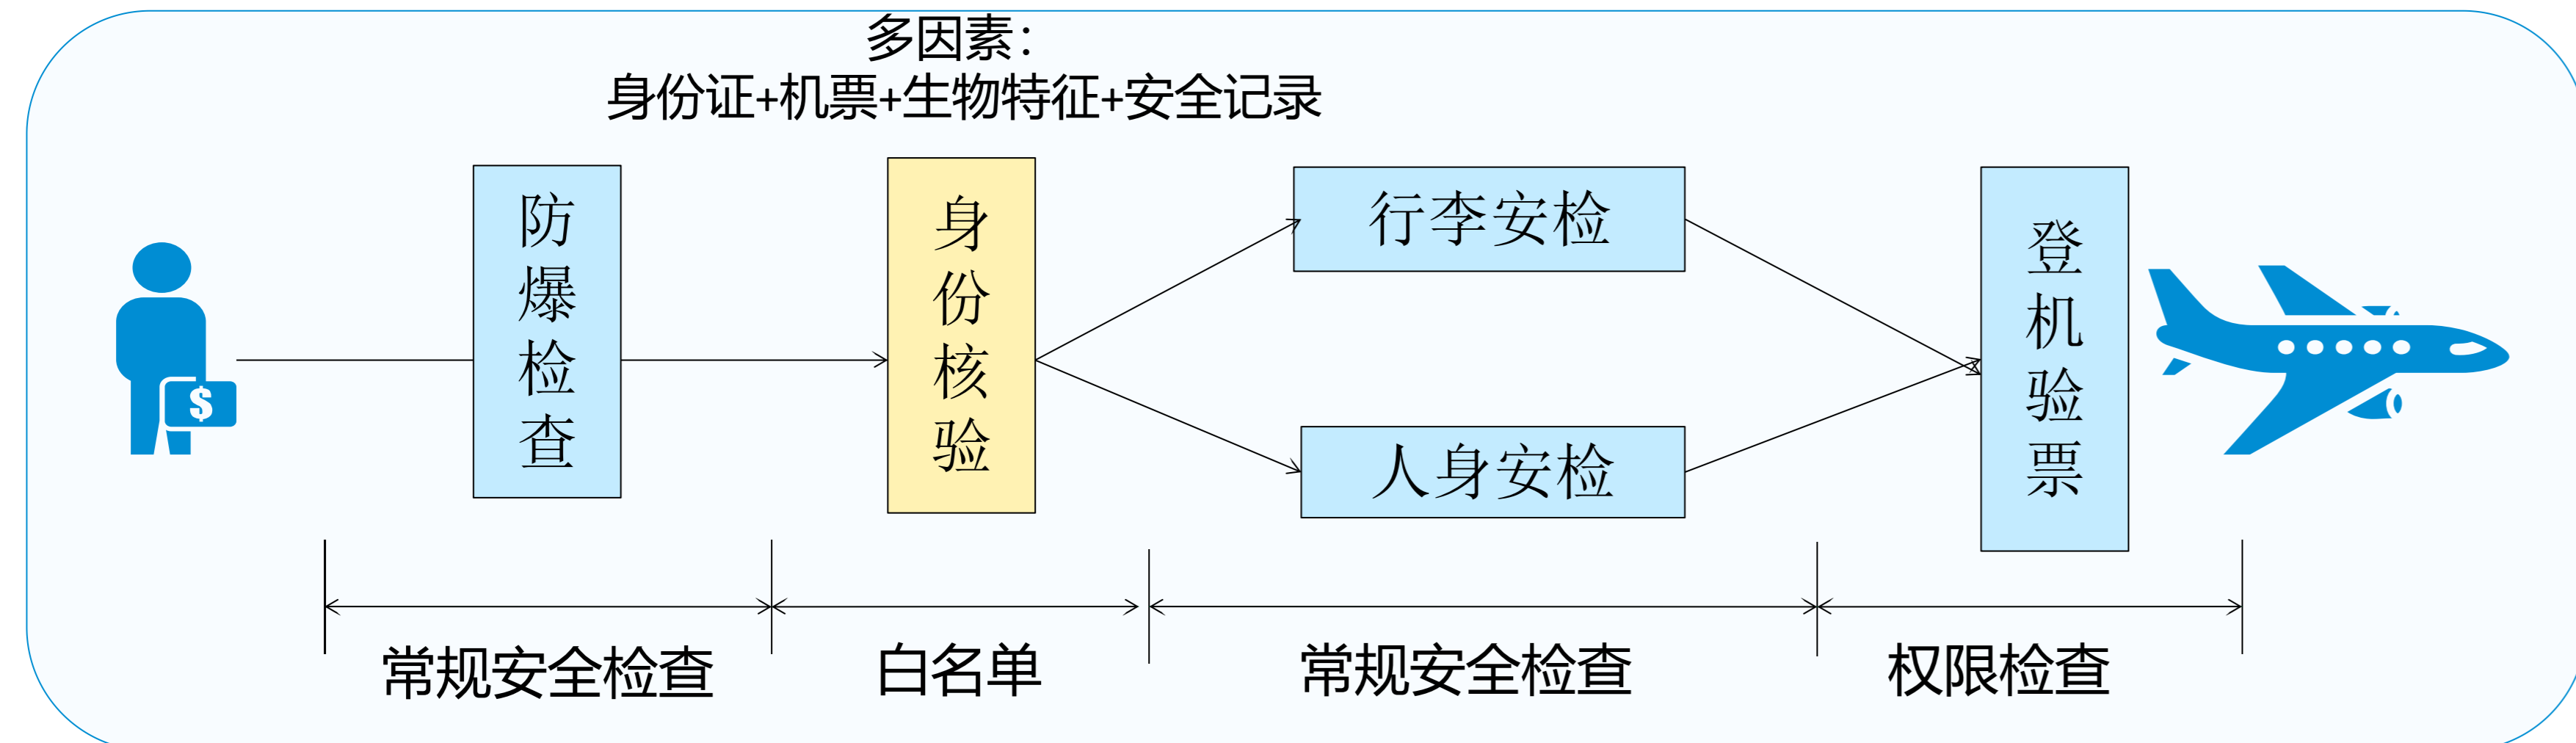 多因素：
身份证+机票+生物特征+安全记录
防爆检查
身份核验
行李安检
人身安检
登机验票
$
常规安全检查
白名单
常规安全检查
权限检查